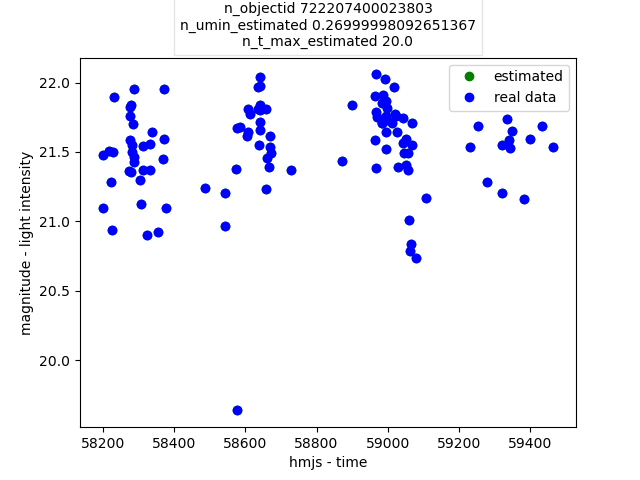 n_objectid 722207400023803
n_umin_estimated 0.26999998092651367
n_t_max_estimated 20.0
estimated
real data
22.0
21.5
21.0
20.5
20.0
magnitude - light intensity
58200 58400 58600 58800 59000 59200 59400
hmjs - time